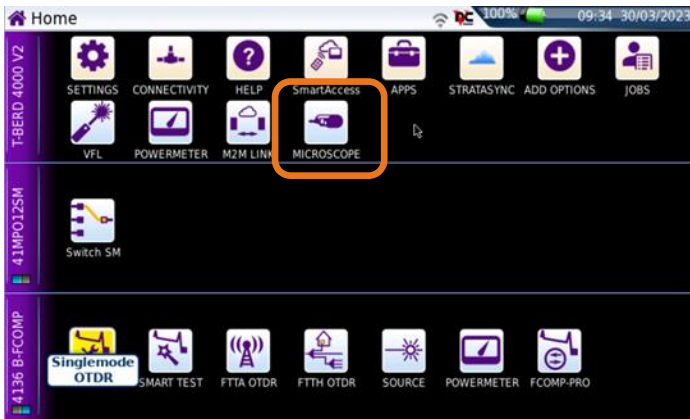 Home
100%
09:34 30/03/2023
T-BERD 4000 V2
SETTINGS CONNECTIVITY HELP SmartAccess APPS STRATASYNC ADD OPTIONS JOBS
VFL POWERMETER M2M LINK MICROSCOPE
41MPO12SM
Switch SM
4136 B-FCOMP
Singlemode
OTDR
SMART TEST FTTA OTDR FTTH OTDR SOURCE POWERMETER FCOMP-PRO